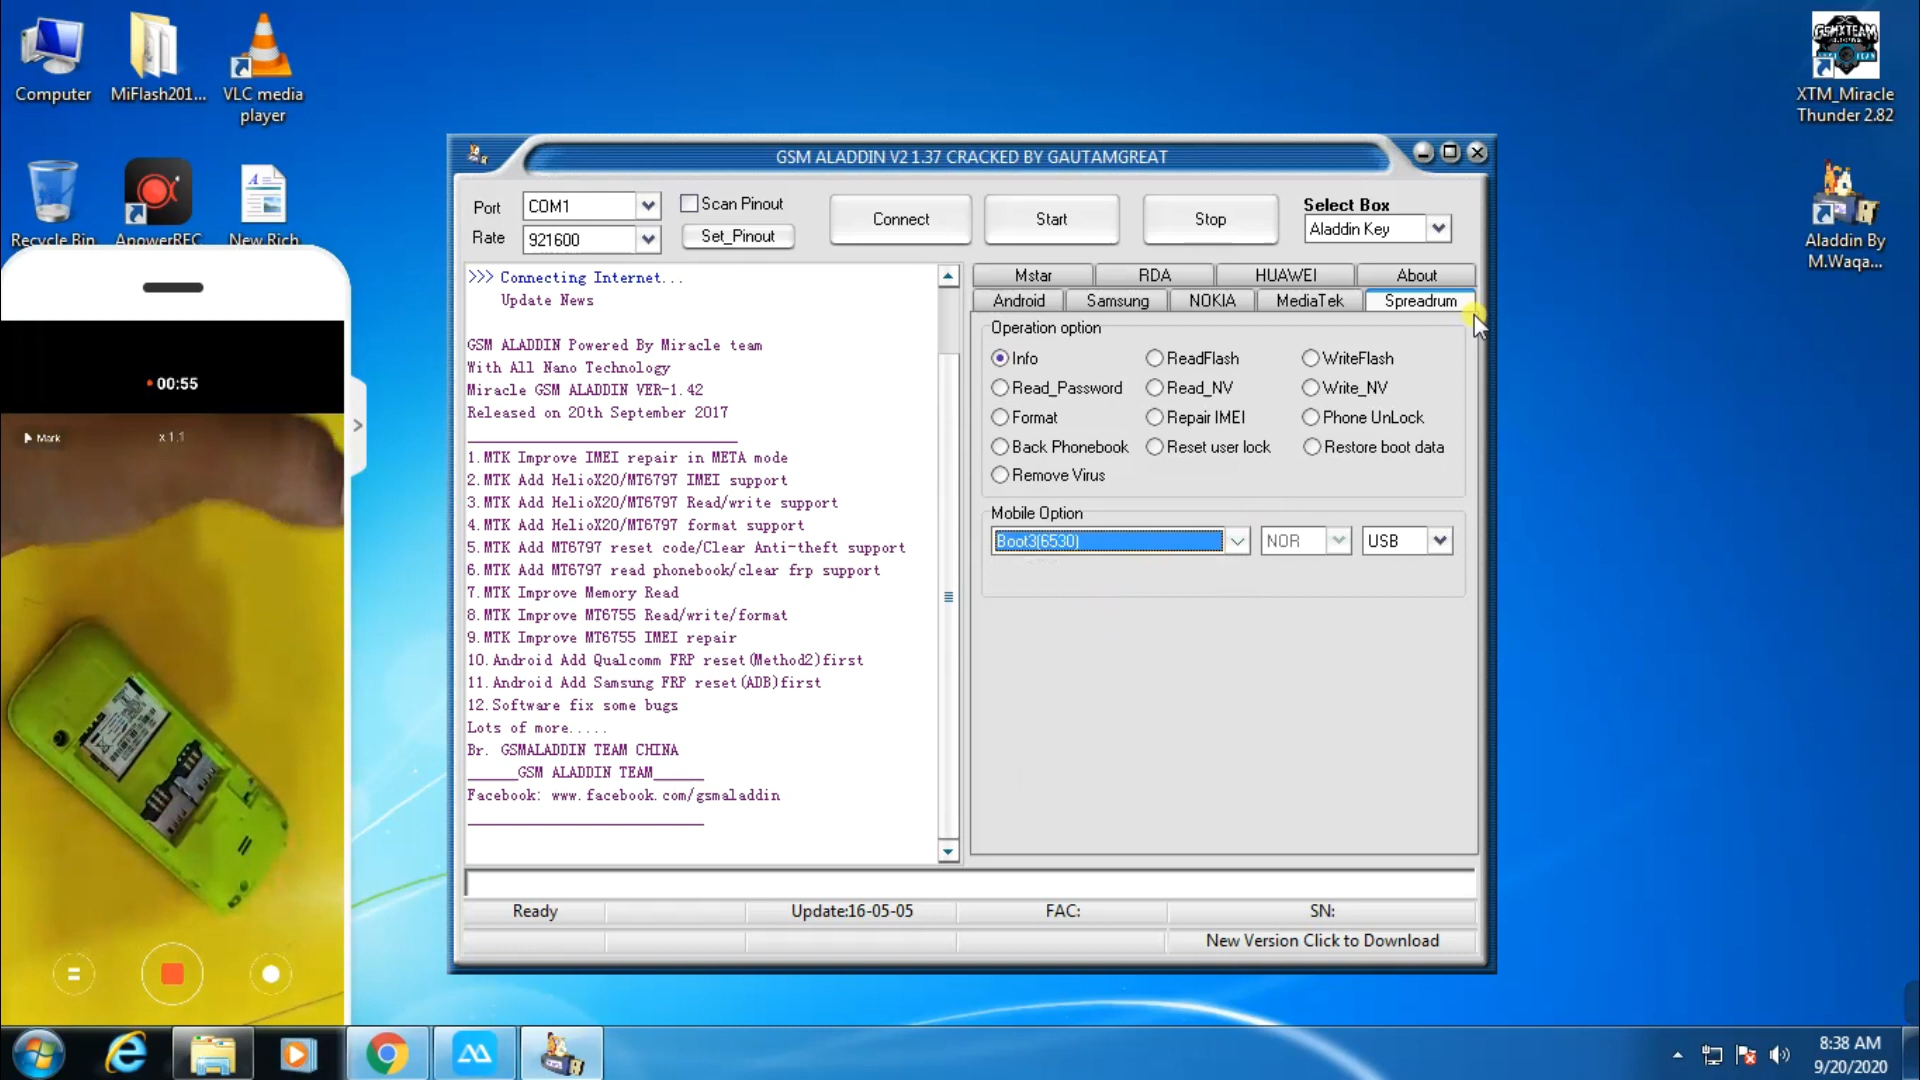 Computer
MiFlash201...
VLC media
player
Recycle Bin
ApowerREC
New Rich
XTM_Miracle
Thunder 2.82
Aladdin By
M.Waqa...
00:55
Mark
x 1.1
GSM ALADDIN V2 1.37 CRACKED BY GAUTAMGREAT
Port
COM1
Scan Pinout
Rate
921600
Set_Pinout
Connect
Start
Stop
Select Box
Aladdin Key
>>> Connecting Internet...
Update News
GSM ALADDIN Powered By Miracle team
With All Nano Technology
Miracle GSM ALADDIN VER-1.42
Released on 20th September 2017
1.MTK Improve IMEI repair in META mode
2.MTK Add HelioX20/MT6797 IMEI support
3.MTK Add HelioX20/MT6797 Read/write support
4.MTK Add HelioX20/MT6797 format support
5.MTK Add MT6797 reset code/Clear Anti-theft support
6.MTK Add MT6797 read phonebook/clear frp support
7.MTK Improve Memory Read
8.MTK Improve MT6755 Read/write/format
9.MTK Improve MT6755 IMEI repair
10.Android Add Qualcomm FRP reset(Method2)first
11.Android Add Samsung FRP reset(ADB)first
12.Software fix some bugs
Lots of more.....
Br. GSMALADDIN TEAM CHINA
______GSM ALADDIN TEAM______
Facebook: www.facebook.com/gsmaladdin
Mstar
RDA
HUAWEI
About
Android
Samsung
NOKIA
MediaTek
Spreadrum
Operation option
Info
ReadFlash
WriteFlash
Read_Password
Read_NV
Write_NV
Format
Repair IMEI
Phone UnLock
Back Phonebook
Reset user lock
Restore boot data
Remove Virus
Mobile Option
Boot3(6530)
NOR
USB
Ready
Update:16-05-05
FAC:
SN:
New Version Click to Download
8:38 AM
9/20/2020